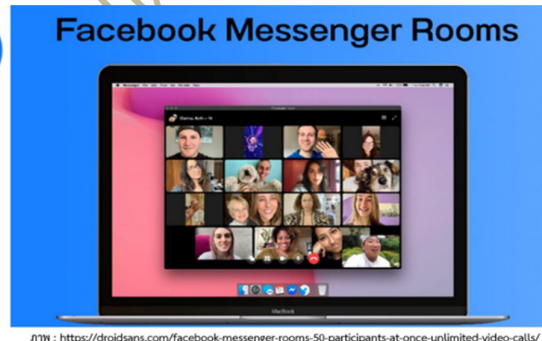 Facebook Messenger Rooms
MacBook
ภาพ : https://droidsans.com/facebook-messenger-rooms-50-participants-at-once-unlimited-video-calls/